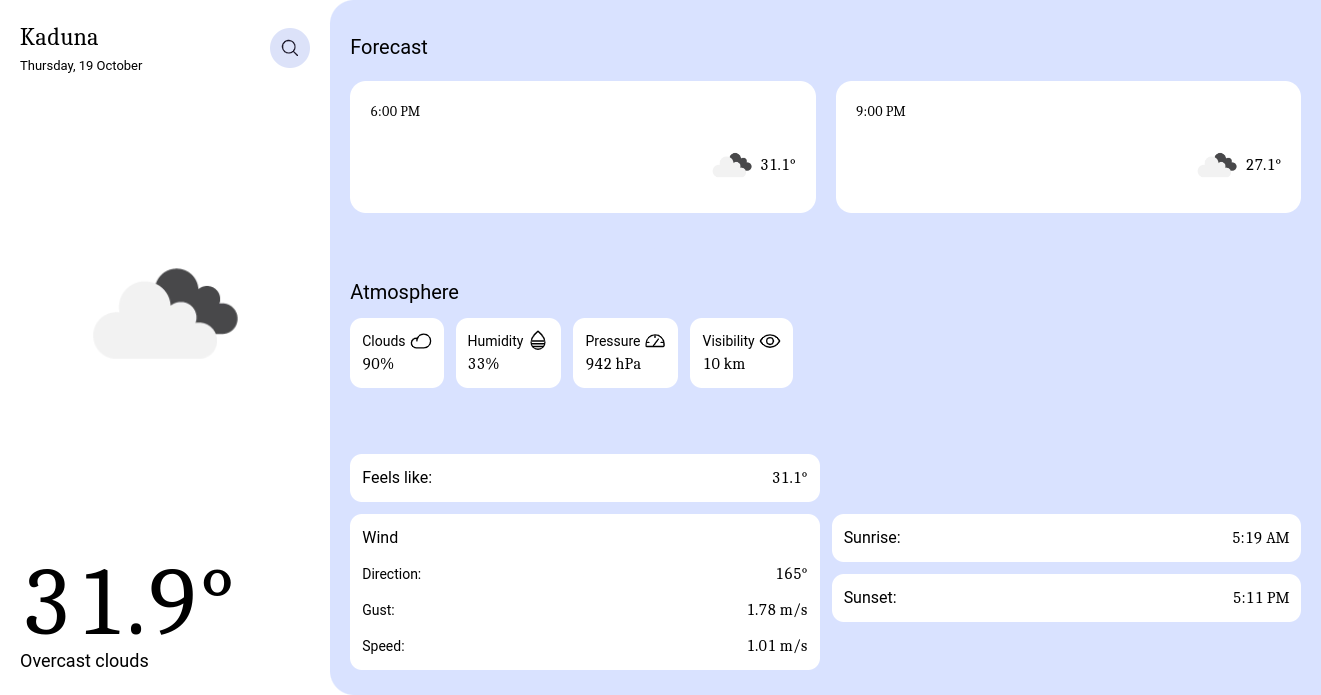 Kaduna
Thursday, 19 October
31.9°
Overcast clouds
Forecast
6:00 PM
31.1°
9:00 PM
27.1°
Atmosphere
Clouds
90%
Humidity
33%
Pressure
942 hPa
Visibility
10 km
Feels like: 31.1°
Wind
Direction: 165°
Gust: 1.78 m/s
Speed: 1.01 m/s
Sunrise: 5:19 AM
Sunset: 5:11 PM